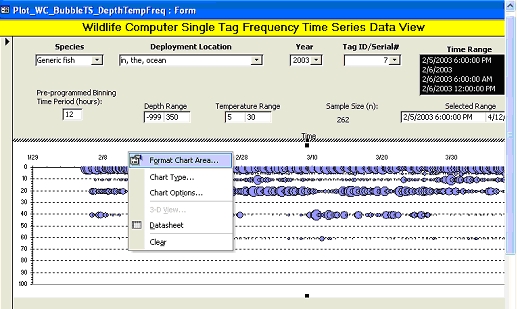 Plot_WC_BubbleTS_DepthTempFreq : Form
Wildlife Computer Single Tag Frequency Time Series Data View
Species
Deployment Location
Year
Tag ID/Serial#
Time Range
Generic fish
in, the, ocean
2003
7
2/5/2003 6:00:00 PM
2/6/2003
2/6/2003 6:00:00 AM
2/6/2003 12:00:00 PM
Pre-programmed Binning
Time Period (hours):
12
Depth Range
-999 350
Temperature Range
5 30
Sample Size (n):
262
Selected Range
2/5/2003 6:00:00 PM 4/12/
Time
1/29 2/8 2/28 3/10 3/20 3/30
0
10
20
30
40
50
60
70
80
90
100
Format Chart Area...
Chart Type...
Chart Options...
3-D View...
Datasheet
Clear